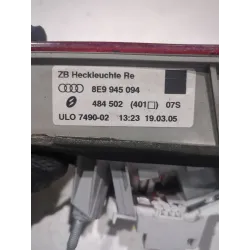 ZB Heckleuchte Re
8E9 945 094
484 502 (401□) 07S
ULO 7490-02 13:23 19.03.05